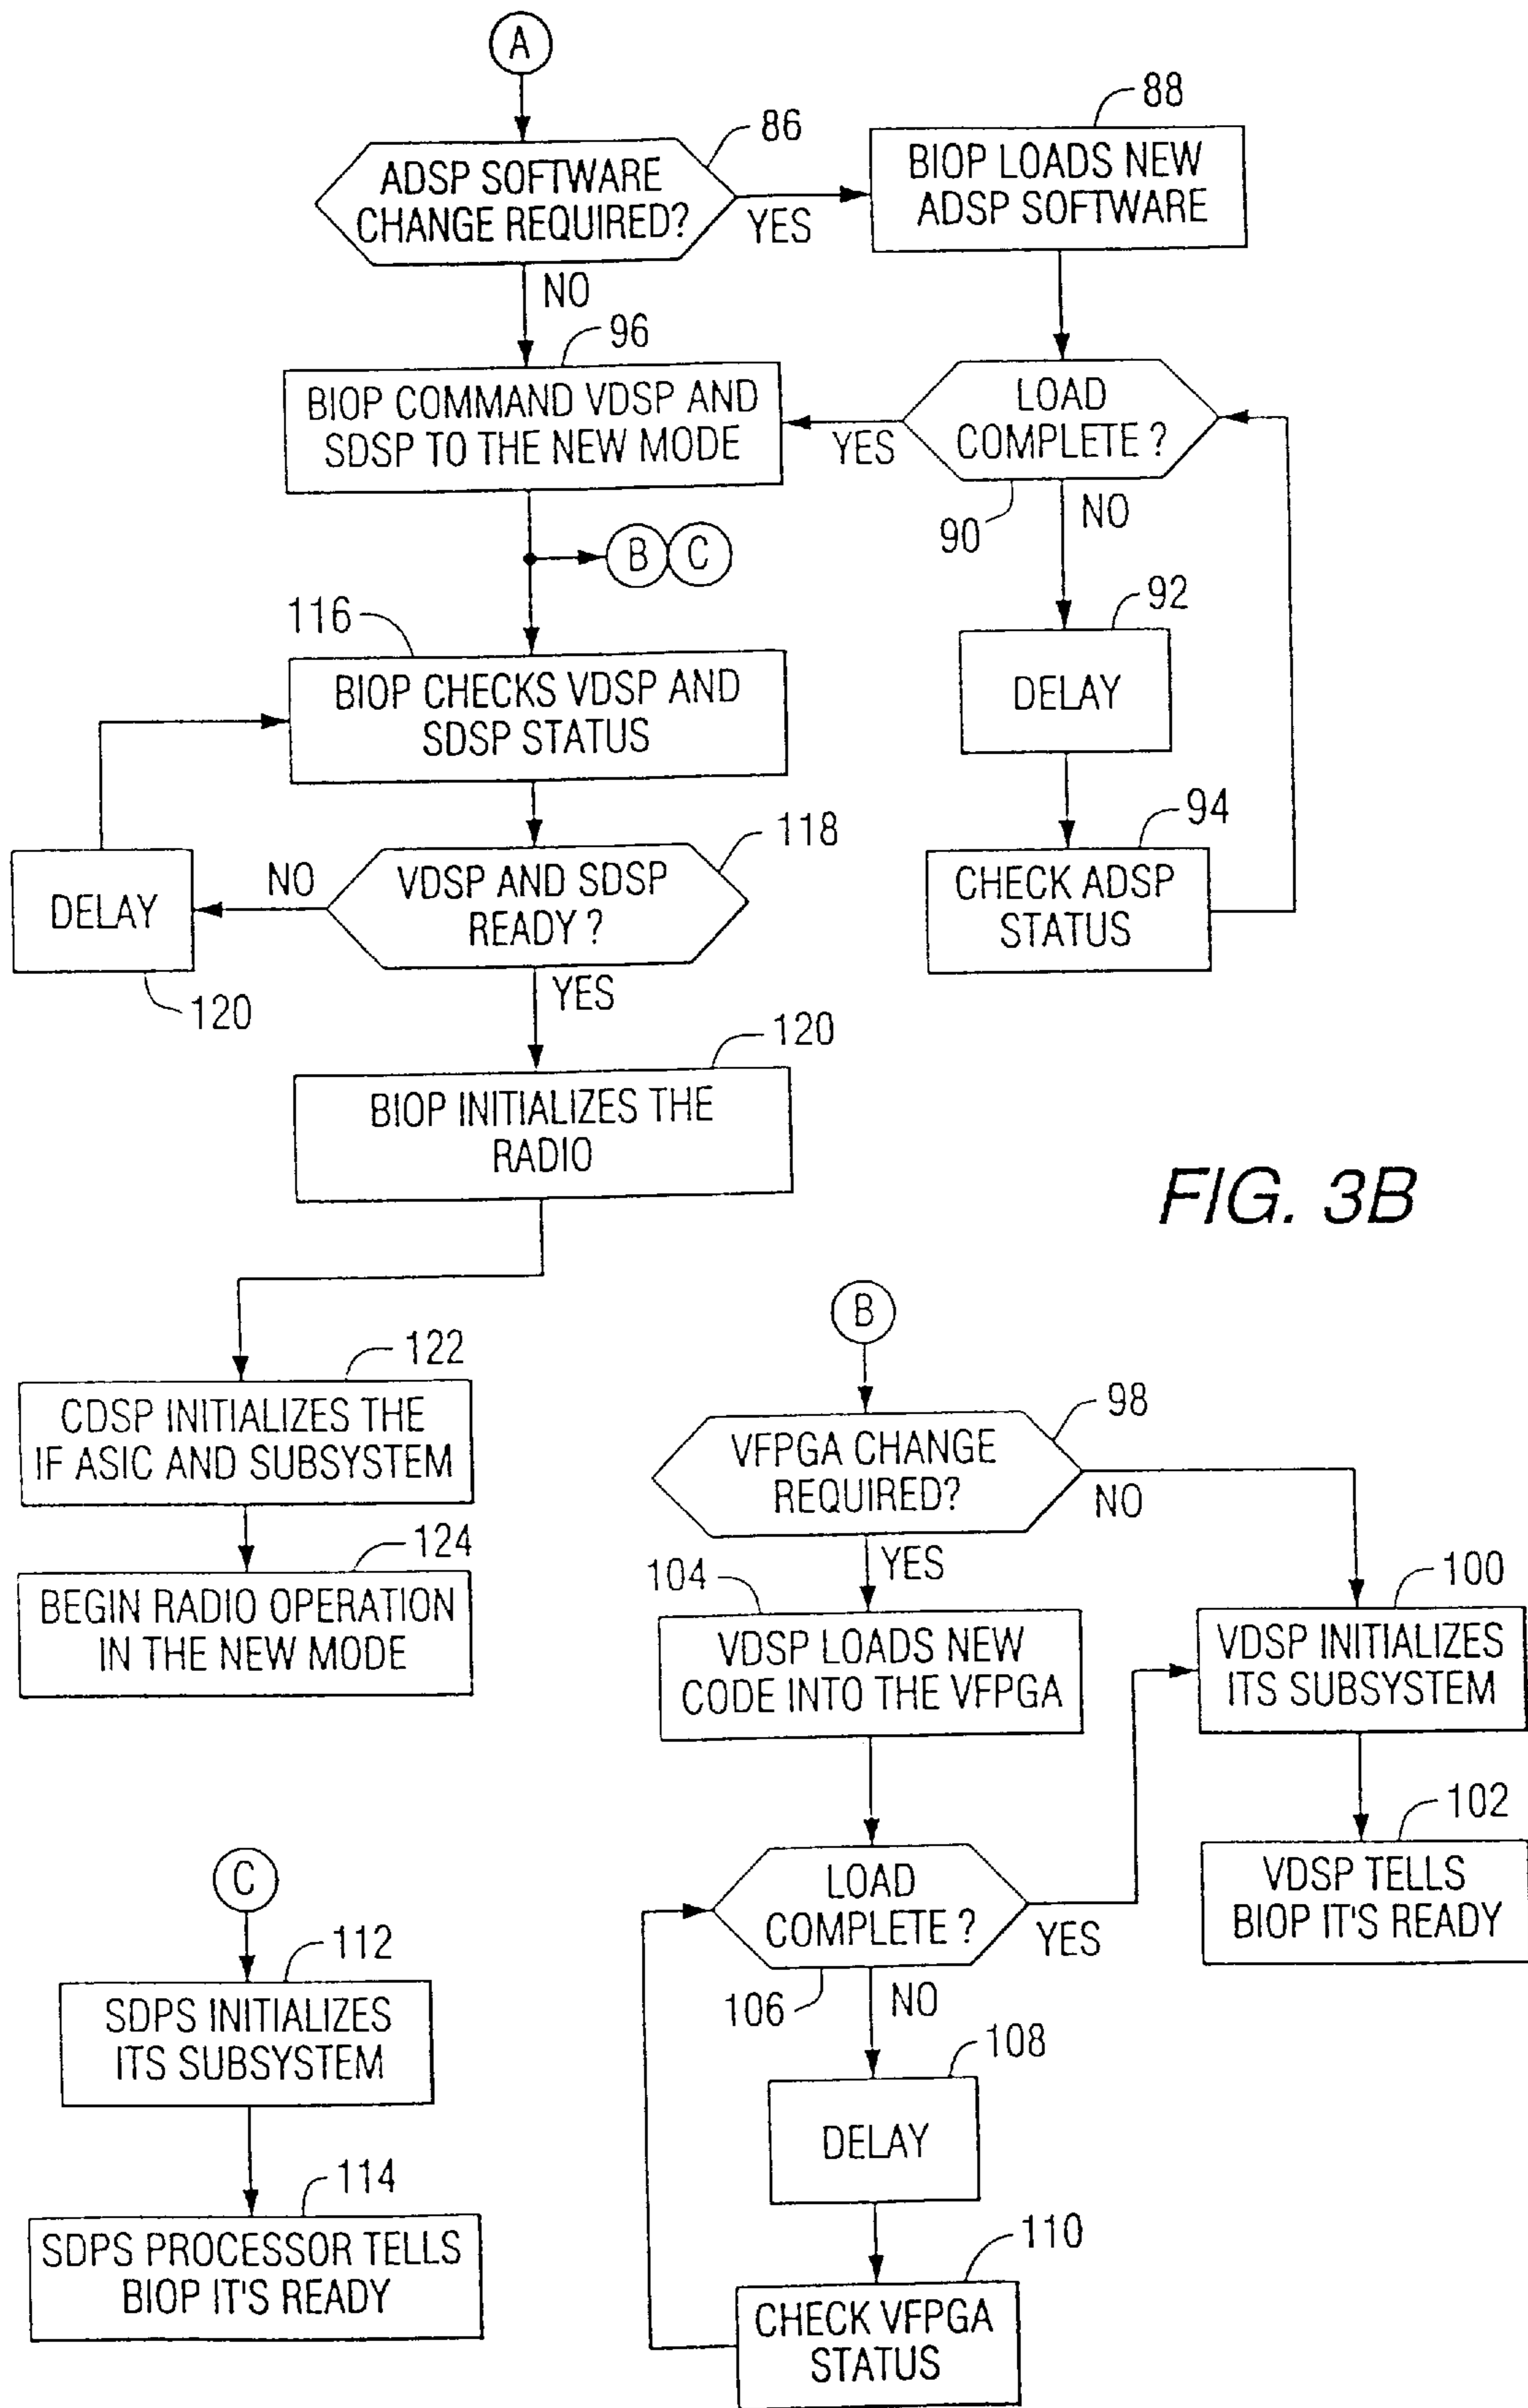 A
86
ADSP SOFTWARE
CHANGE REQUIRED?
YES
NO
88
BIOP LOADS NEW
ADSP SOFTWARE
96
BIOP COMMAND VDSP AND
SDSP TO THE NEW MODE
YES
LOAD
COMPLETE ?
90
NO
B
C
92
DELAY
94
CHECK ADSP
STATUS
116
BIOP CHECKS VDSP AND
SDSP STATUS
118
VDSP AND SDSP
READY ?
NO
DELAY
120
YES
120
BIOP INITIALIZES THE
RADIO
FIG. 3B
122
CDSP INITIALIZES THE
IF ASIC AND SUBSYSTEM
124
BEGIN RADIO OPERATION
IN THE NEW MODE
B
98
VFPGA CHANGE
REQUIRED?
NO
YES
104
VDSP LOADS NEW
CODE INTO THE VFPGA
100
VDSP INITIALIZES
ITS SUBSYSTEM
102
VDSP TELLS
BIOP IT'S READY
LOAD
COMPLETE ?
YES
106
NO
108
DELAY
110
CHECK VFPGA
STATUS
C
112
SDPS INITIALIZES
ITS SUBSYSTEM
114
SDPS PROCESSOR TELLS
BIOP IT'S READY